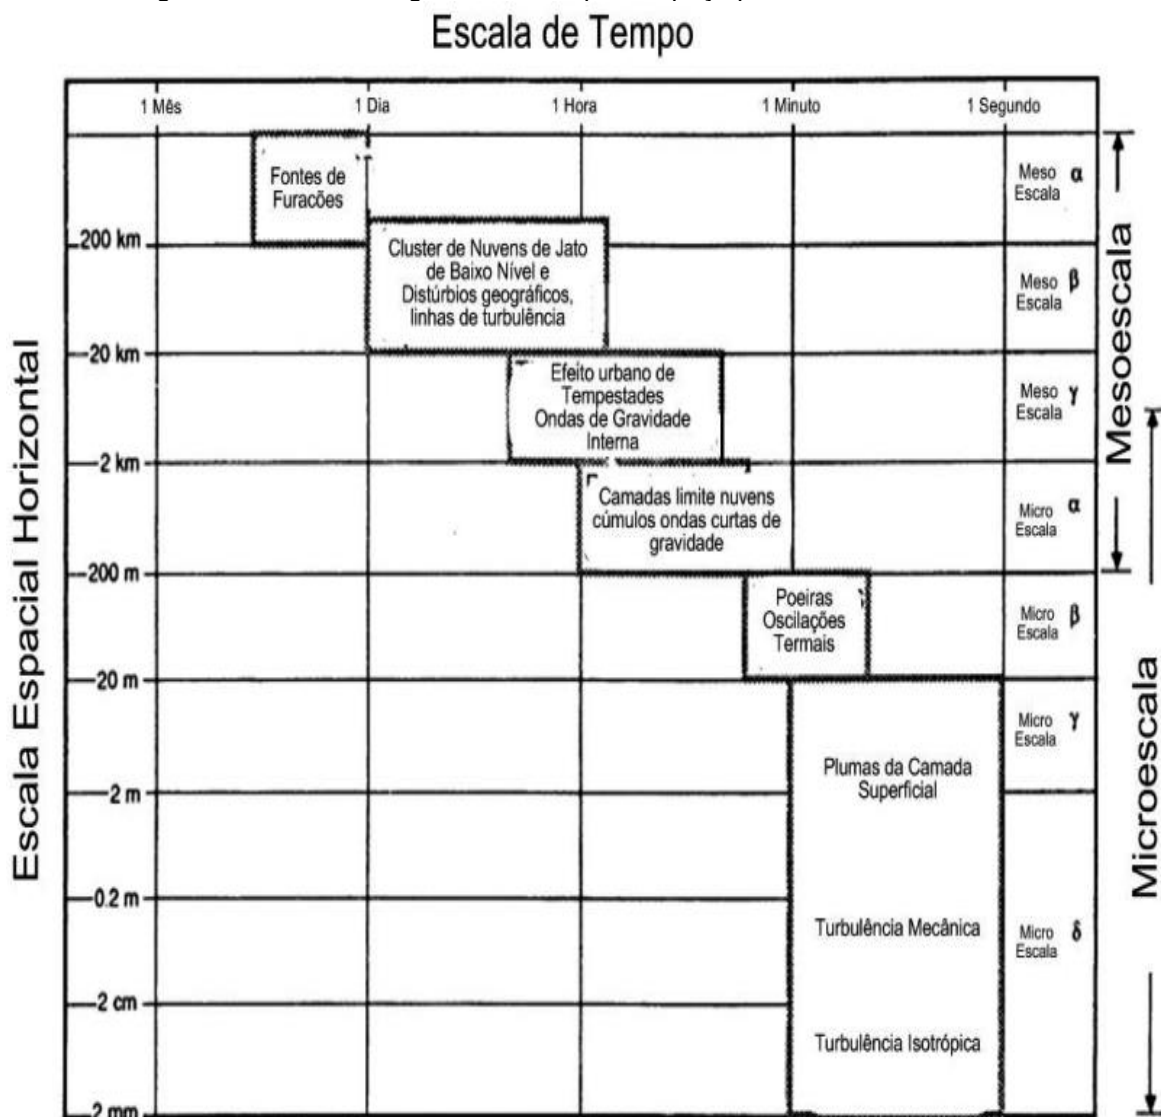 Escala de Tempo
1 Mês
1 Dia
1 Hora
1 Minuto
1 Segundo
Fontes de
Furacões
Meso α
Escala
200 km
Cluster de Nuvens de Jato
de Baixo Nível e
Distúrbios geográficos,
linhas de turbulência
Meso β
Escala
20 km
Efeito urbano de
Tempestades
Ondas de Gravidade
Interna
Meso γ
Escala
2 km
Camadas limite nuvens
cúmulos ondas curtas de
gravidade
Micro α
Escala
200 m
Poeiras
Oscilações
Termais
Micro β
Escala
20 m
Micro γ
Escala
Plumas da Camada
Superficial
2 m
0.2 m
Turbulência Mecânica
Micro δ
Escala
2 cm
Turbulência Isotrópica
2 mm
Escala Espacial Horizontal
Mesoescala
Microescala